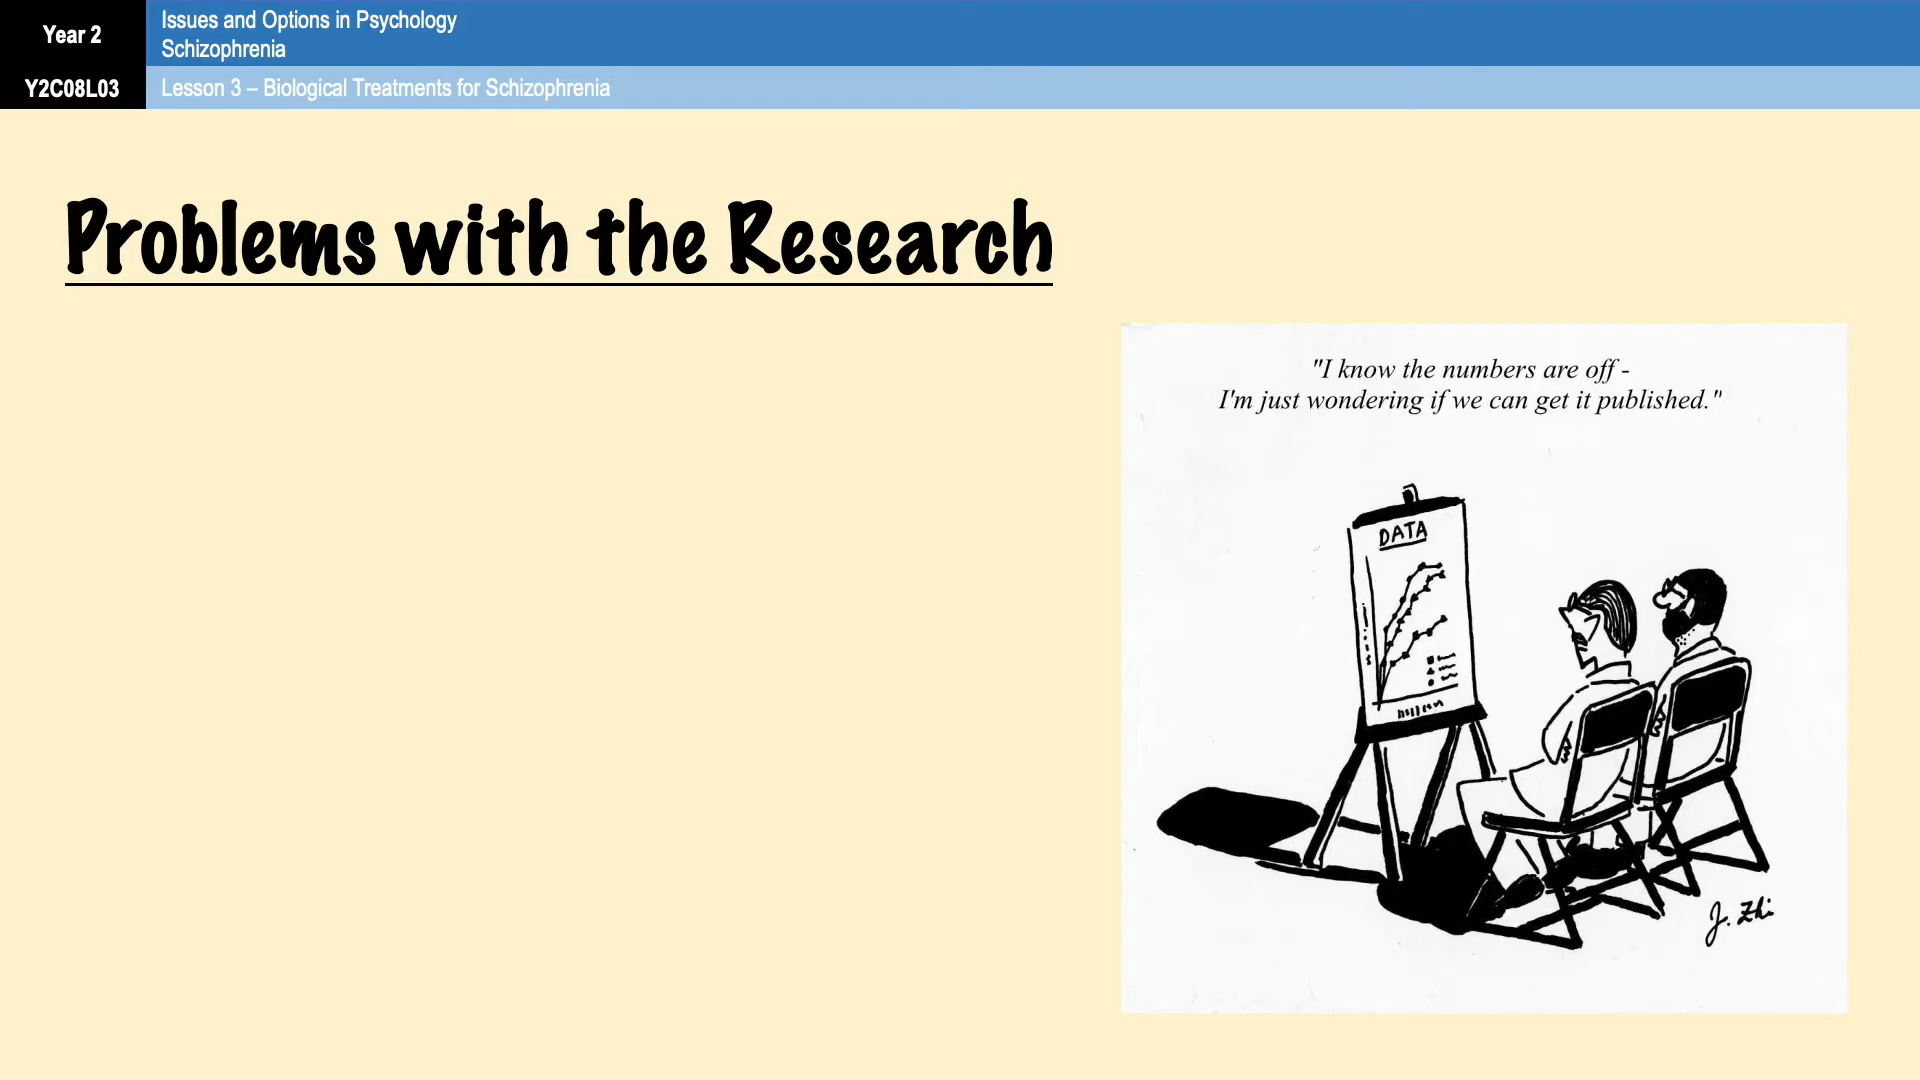 Year 2
Issues and Options in Psychology
Schizophrenia
Y2C08L03
Lesson 3 – Biological Treatments for Schizophrenia
Problems with the Research
"I know the numbers are off -
I'm just wondering if we can get it published."
DATA
J. Zhi